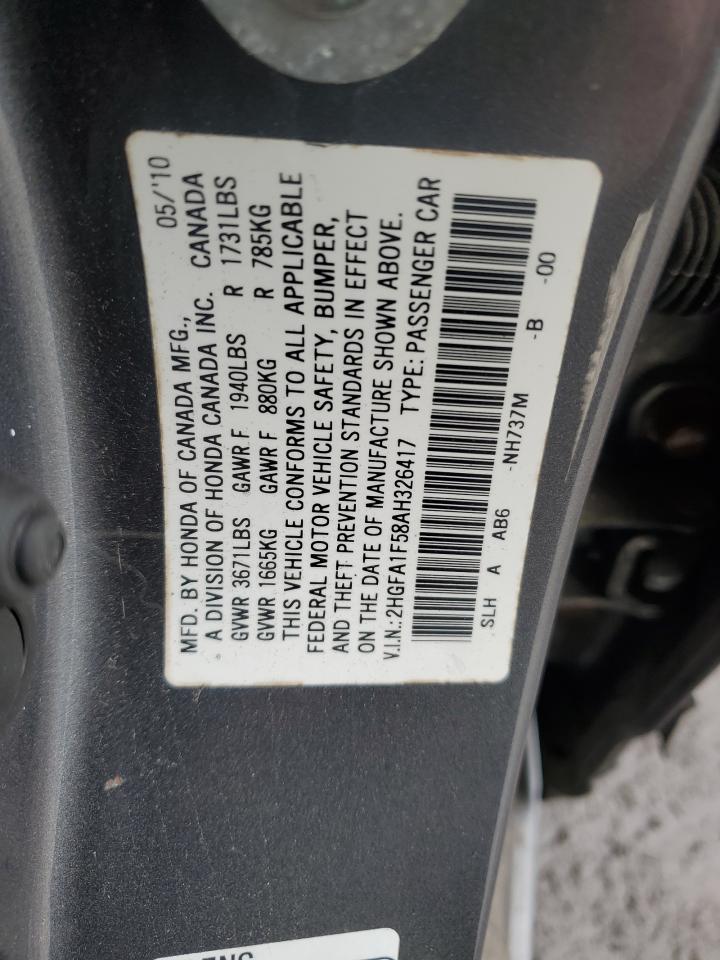 MFD. BY HONDA OF CANADA MFG., 05/'10
A DIVISION OF HONDA CANADA INC. CANADA
GVWR 3671LBS GAWR F 1940LBS R 1731LBS
GVWR 1665KG GAWR F 880KG R 785KG
THIS VEHICLE CONFORMS TO ALL APPLICABLE
FEDERAL MOTOR VEHICLE SAFETY, BUMPER,
AND THEFT PREVENTION STANDARDS IN EFFECT
ON THE DATE OF MANUFACTURE SHOWN ABOVE.
V.I.N.: 2HGFA1F58AH326417 TYPE: PASSENGER CAR
SLH A AB6 -NH737M -B -00